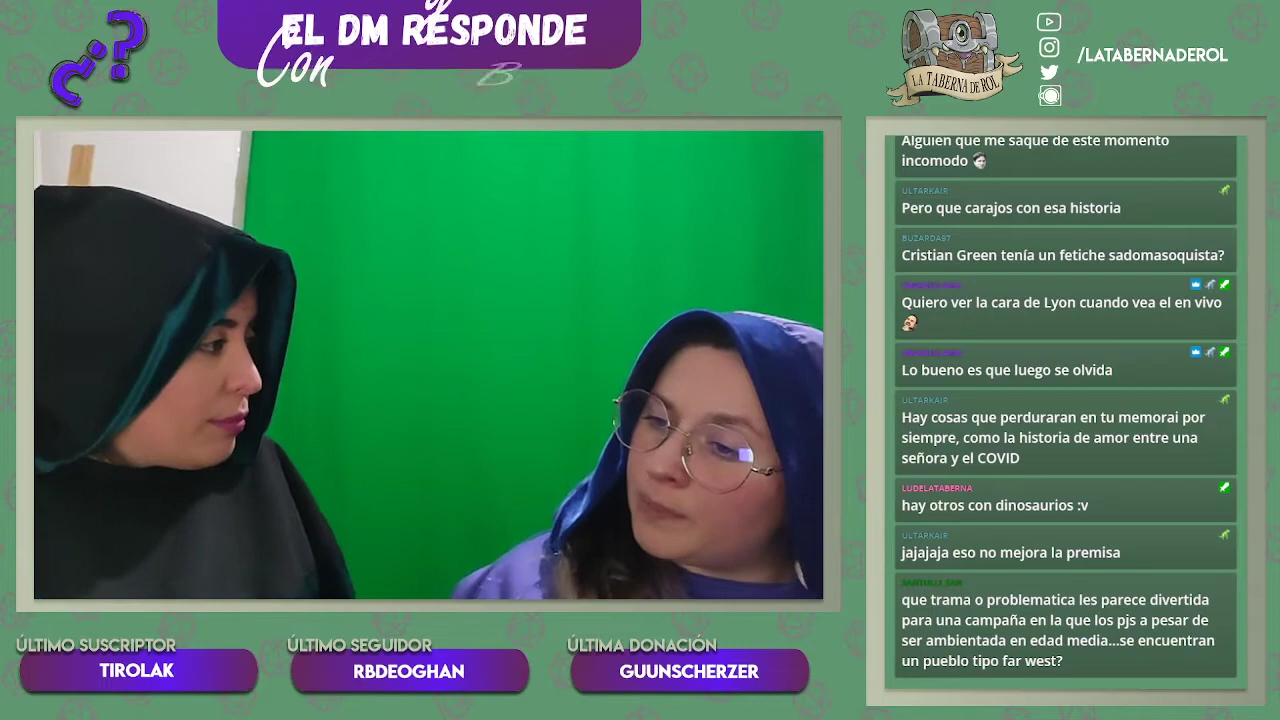 ¿?
EL DM RESPONDE
Con
B
LA TABERNA DE ROL
/LATABERNADEROL
Alguien que me saque de este momento
incomodo
ULTARKAIR
Pero que carajos con esa historia
BUZARDA97
Cristian Green tenía un fetiche sadomasoquista?
Quiero ver la cara de Lyon cuando vea el en vivo
Lo bueno es que luego se olvida
ULTARKAIR
Hay cosas que perduraran en tu memorai por
siempre, como la historia de amor entre una
señora y el COVID
LUDELATABERNA
hay otros con dinosaurios :v
ULTARKAIR
jajajaja eso no mejora la premisa
que trama o problematica les parece divertida
para una campaña en la que los pjs a pesar de
ser ambientada en edad media...se encuentran
un pueblo tipo far west?
ÚLTIMO SUSCRIPTOR
TIROLAK
ÚLTIMO SEGUIDOR
RBDEOGHAN
ÚLTIMA DONACIÓN
GUUNSCHERZER